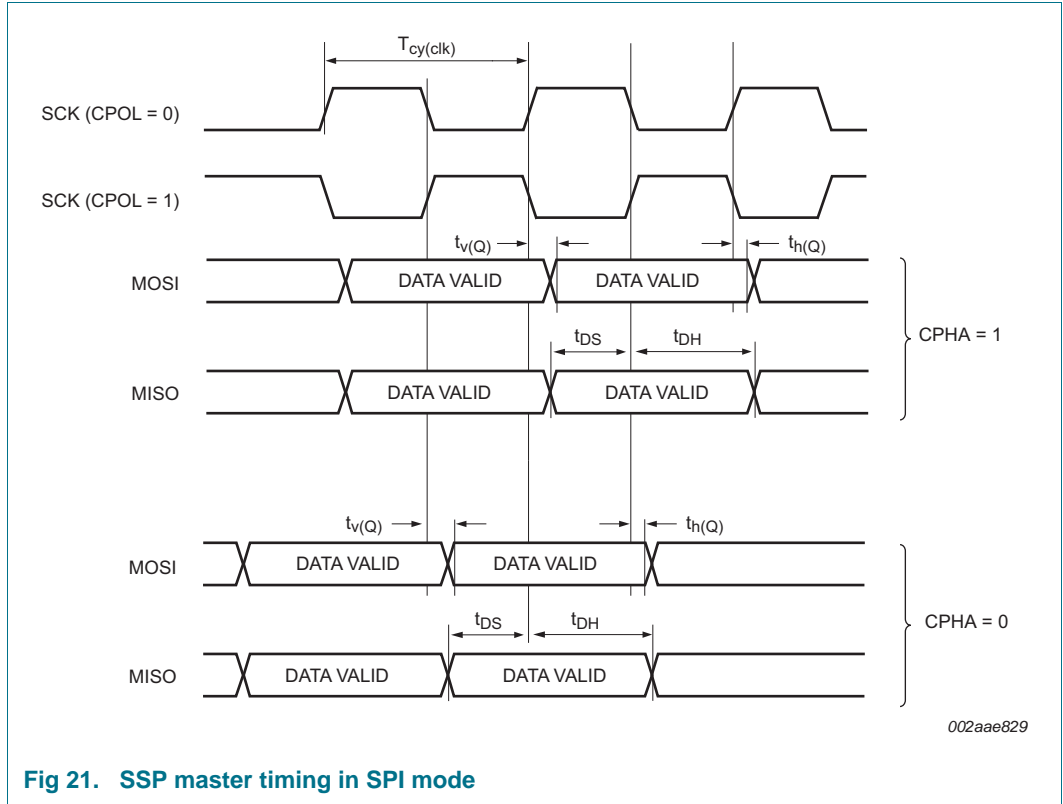 Tcy(clk)
SCK (CPOL = 0)
SCK (CPOL = 1)
tv(Q)
th(Q)
MOSI
DATA VALID
DATA VALID
tDS
tDH
CPHA = 1
MISO
DATA VALID
DATA VALID
tv(Q)
th(Q)
MOSI
DATA VALID
DATA VALID
tDS
tDH
CPHA = 0
MISO
DATA VALID
DATA VALID
002aae829
Fig 21. SSP master timing in SPI mode